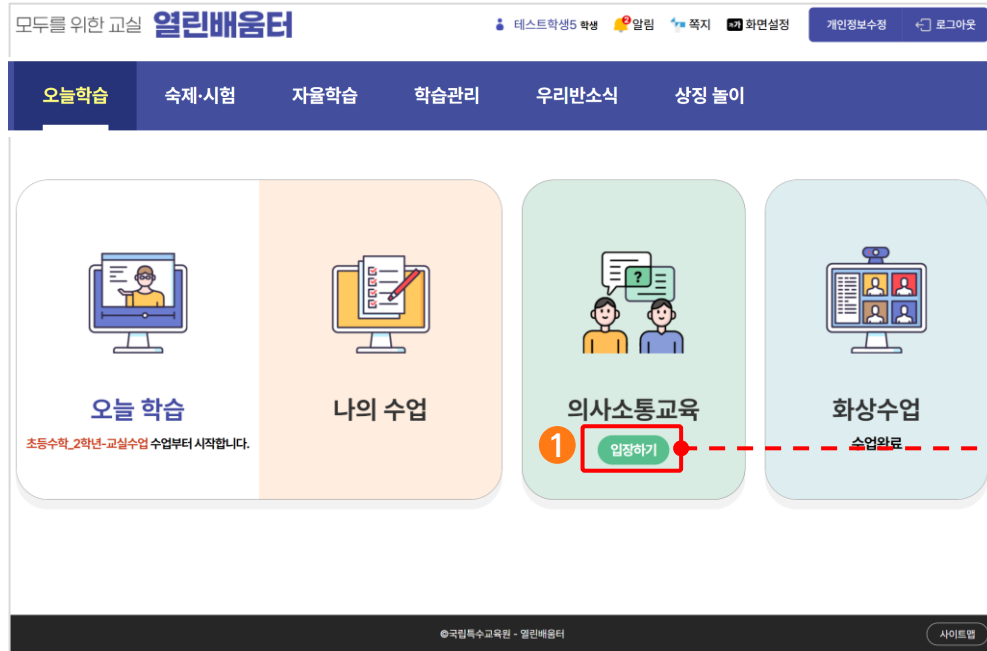 모두를 위한 교실 열린배움터
테스트학생5 학생 2 알림 쪽지 가가 화면설정 개인정보수정 로그아웃
오늘학습 숙제·시험 자율학습 학습관리 우리반소식 상징 놀이
?
오늘 학습 나의 수업 의사소통교육 화상수업
초등수학_2학년-교실수업 수업부터 시작합니다. 1 입장하기 수업완료
©국립특수교육원 - 열린배움터 사이트맵